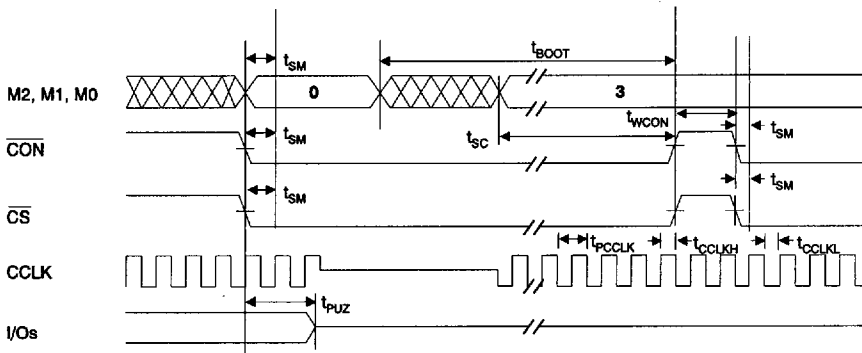 tBOOT
tSM
M2, M1, M0
0
3
tWCON
tSM
tSC
CON
tSM
tSM
CS
tSM
tPCCLK
tCCLKH
tCCLKL
CCLK
tPUZ
I/Os